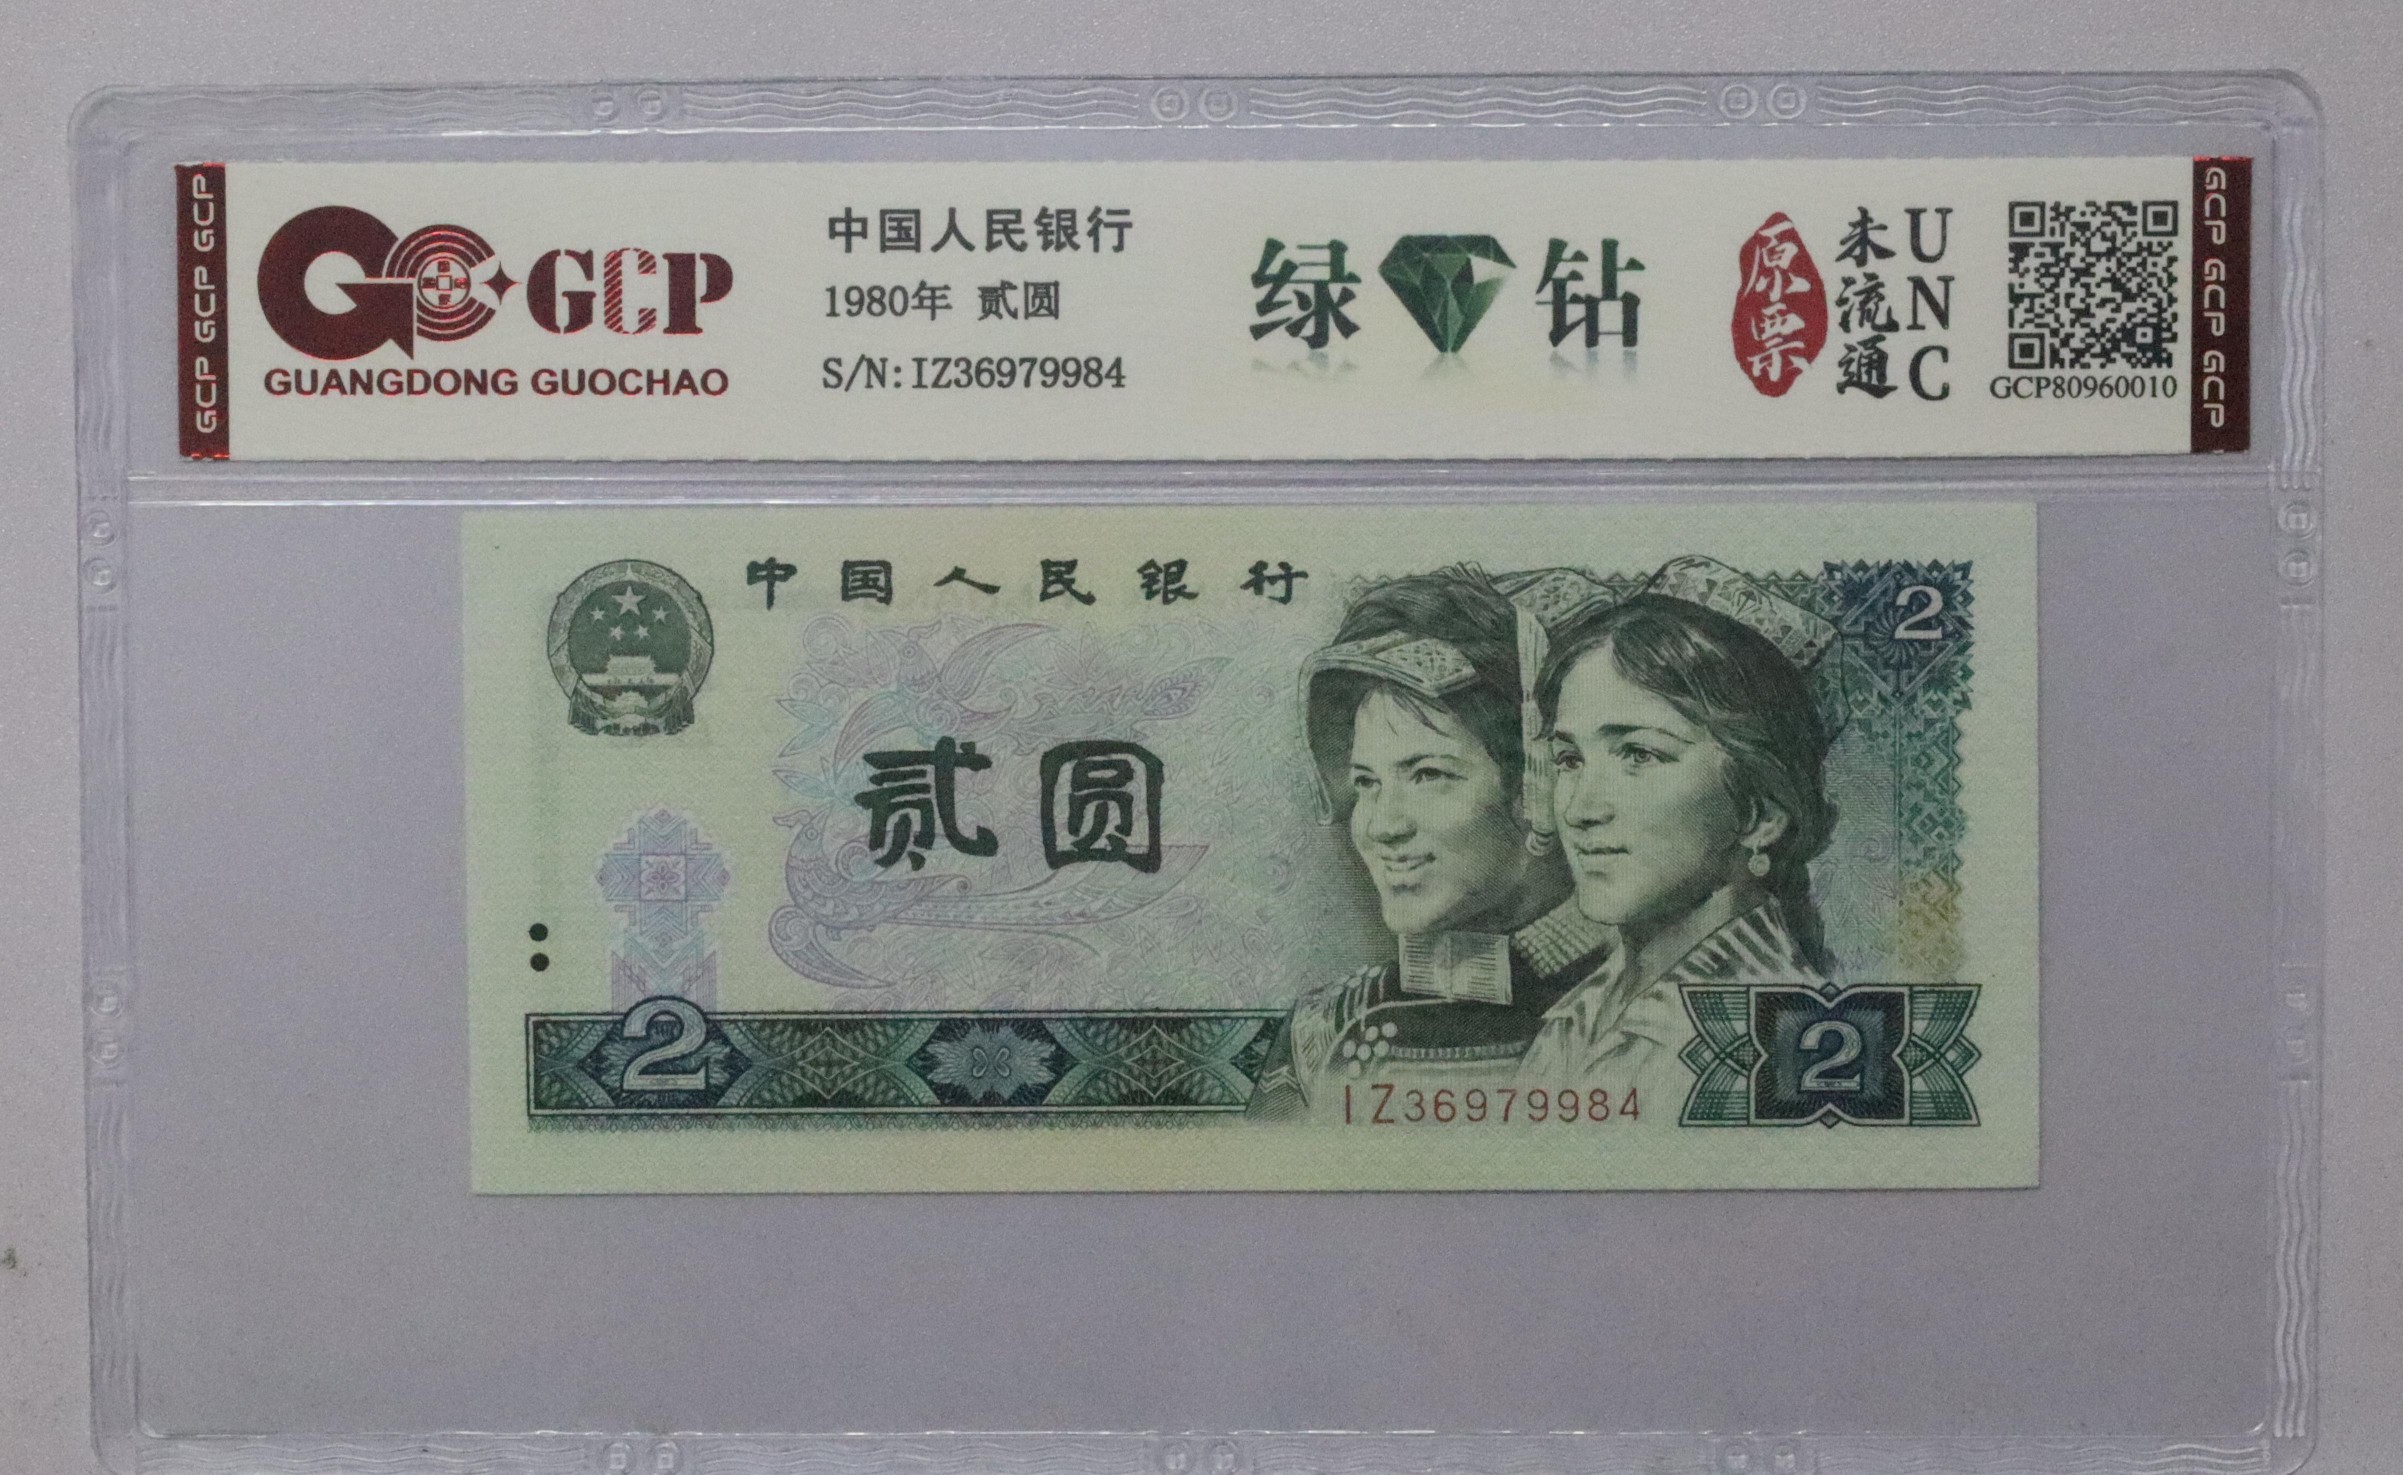 GCP GCP GCP
GCP
GUANGDONG GUOCHAO
中国人民银行
1980年 贰圆
S/N:IZ36979984
绿钻
原票
未流通
UNC
GCP80960010
GCP GCP GCP
中国人民银行
2
贰圆
2
IZ36979984
2